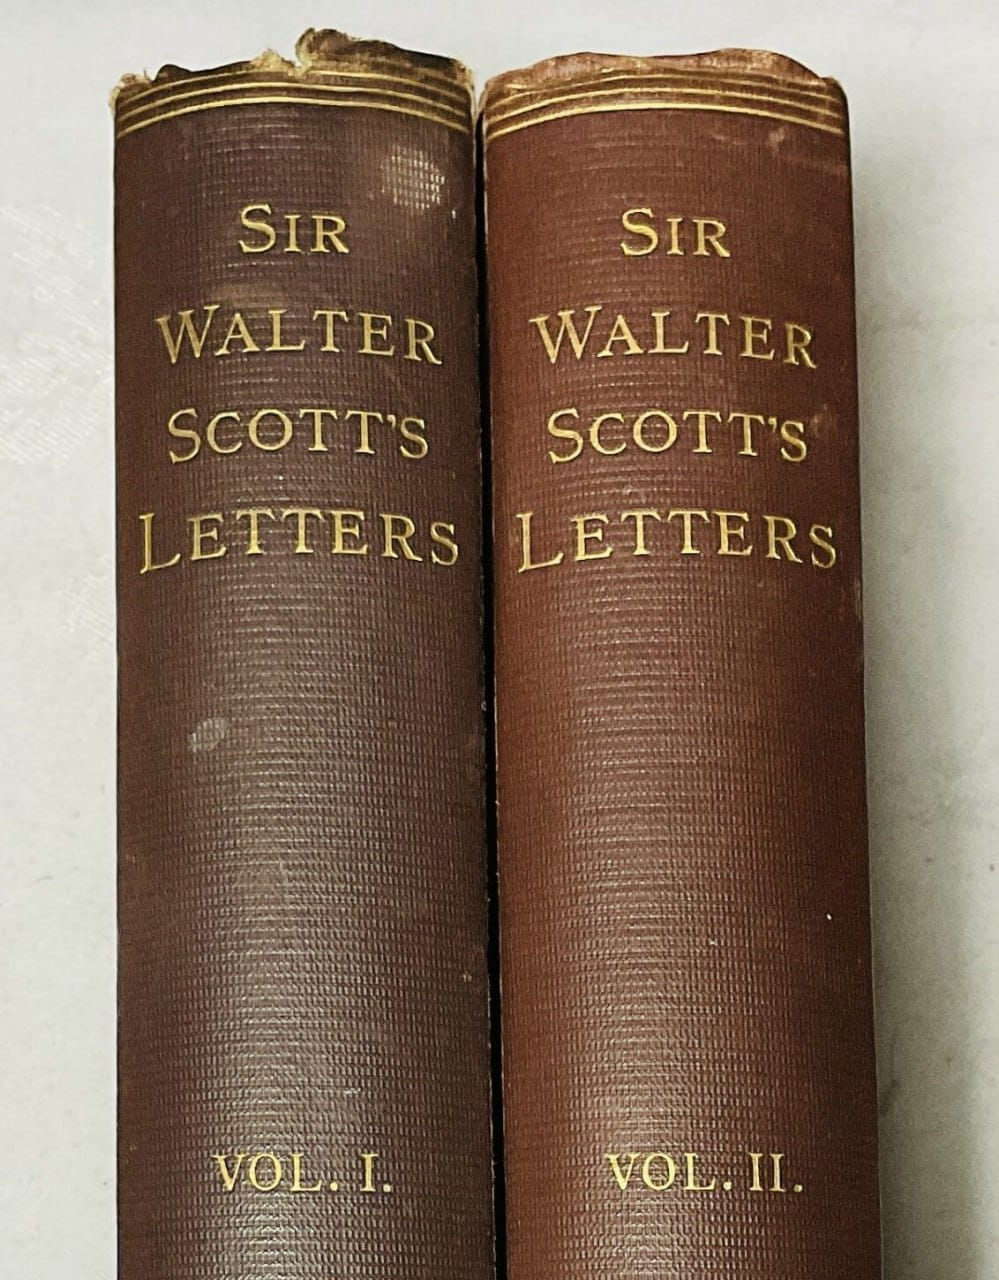 SIR
WALTER
SCOTT'S
LETTERS
VOL. I.
SIR
WALTER
SCOTT'S
LETTERS
VOL. II.